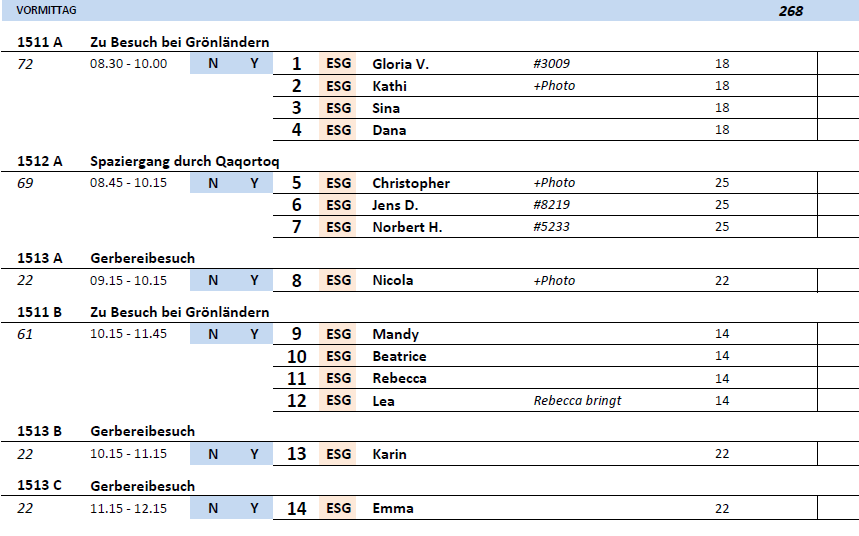 VORMITTAG 268
1511 A Zu Besuch bei Grönländern
72 08.30 - 10.00 N Y 1 ESG Gloria V. #3009 18
2 ESG Kathi +Photo 18
3 ESG Sina 18
4 ESG Dana 18
1512 A Spaziergang durch Qaqortoq
69 08.45 - 10.15 N Y 5 ESG Christopher +Photo 25
6 ESG Jens D. #8219 25
7 ESG Norbert H. #5233 25
1513 A Gerbereibesuch
22 09.15 - 10.15 N Y 8 ESG Nicola +Photo 22
1511 B Zu Besuch bei Grönländern
61 10.15 - 11.45 N Y 9 ESG Mandy 14
10 ESG Beatrice 14
11 ESG Rebecca 14
12 ESG Lea Rebecca bringt 14
1513 B Gerbereibesuch
22 10.15 - 11.15 N Y 13 ESG Karin 22
1513 C Gerbereibesuch
22 11.15 - 12.15 N Y 14 ESG Emma 22